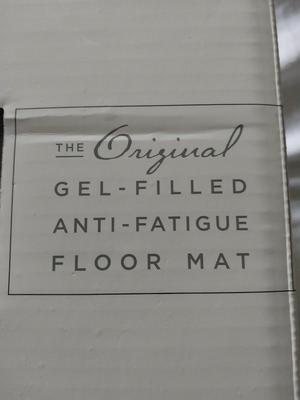 THE Original
GEL-FILLED
ANTI-FATIGUE
FLOOR MAT